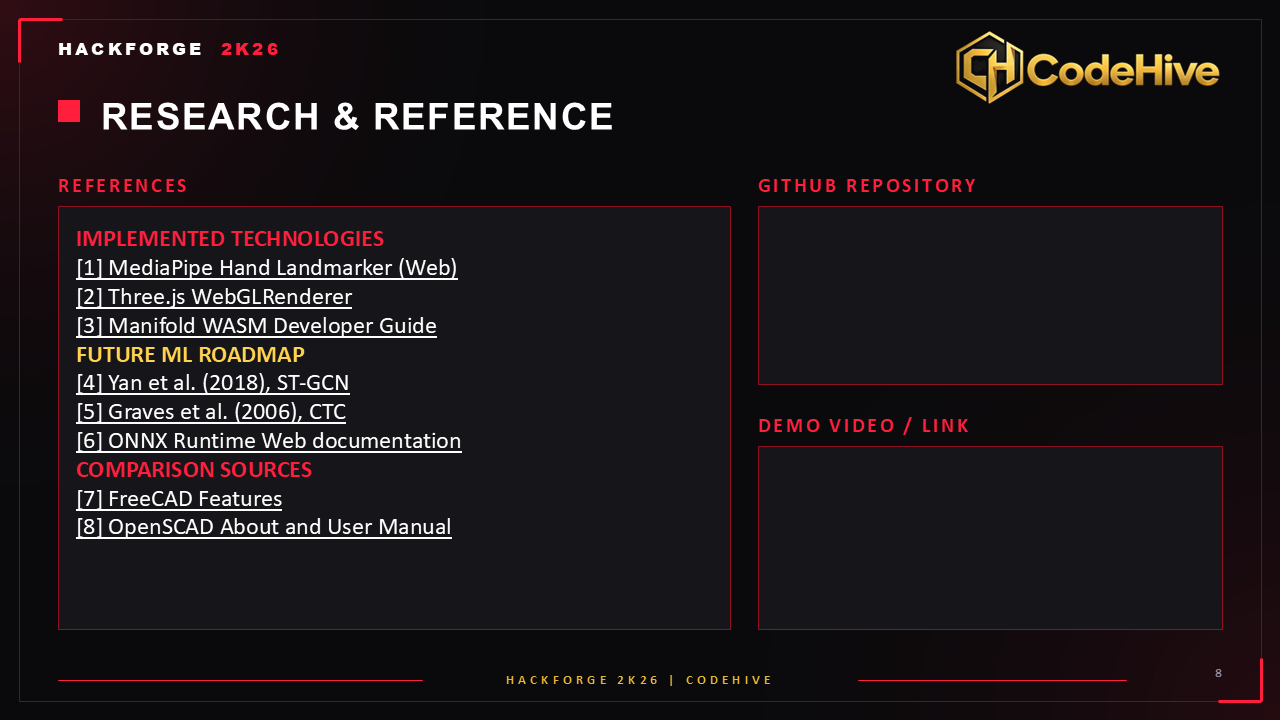 HACKFORGE 2K26
CodeHive
RESEARCH & REFERENCE
REFERENCES
IMPLEMENTED TECHNOLOGIES
[1] MediaPipe Hand Landmarker (Web)
[2] Three.js WebGLRenderer
[3] Manifold WASM Developer Guide
FUTURE ML ROADMAP
[4] Yan et al. (2018), ST-GCN
[5] Graves et al. (2006), CTC
[6] ONNX Runtime Web documentation
COMPARISON SOURCES
[7] FreeCAD Features
[8] OpenSCAD About and User Manual
GITHUB REPOSITORY
DEMO VIDEO / LINK
HACKFORGE 2K26 | CODEHIVE
8